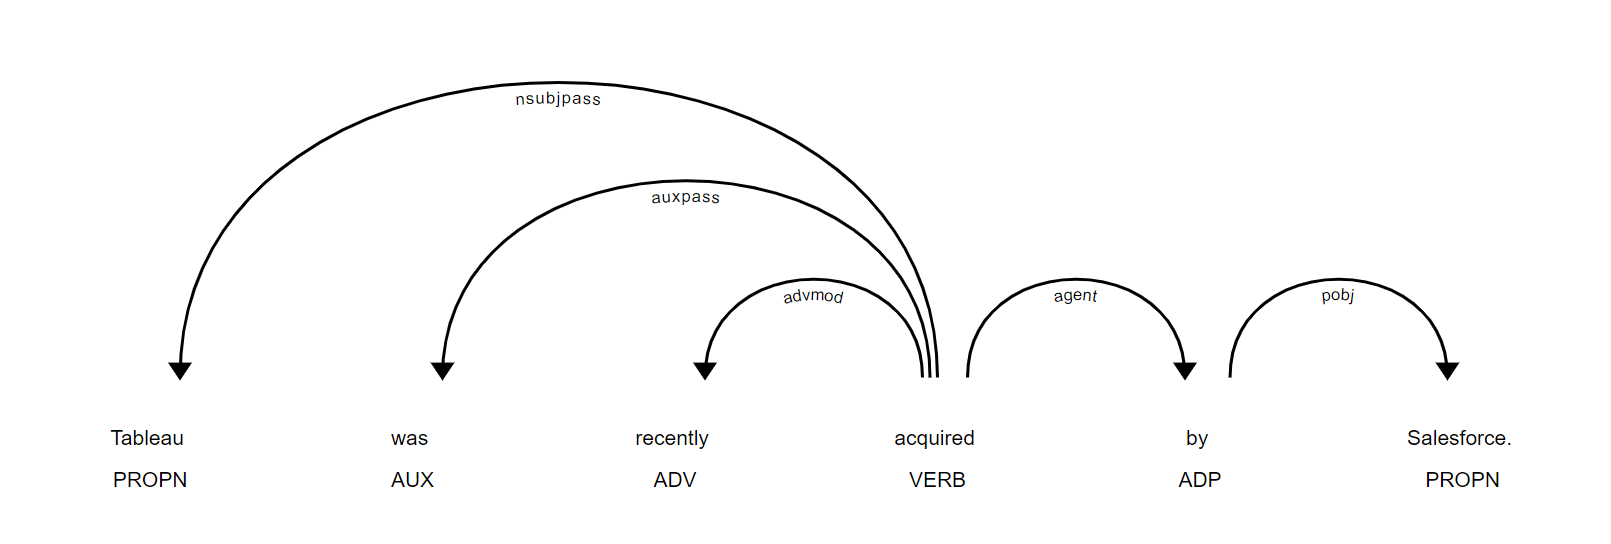 nsubjpass
auxpass
advmod agent pobj
Tableau was recently acquired by Salesforce.
PROPN AUX ADV VERB ADP PROPN